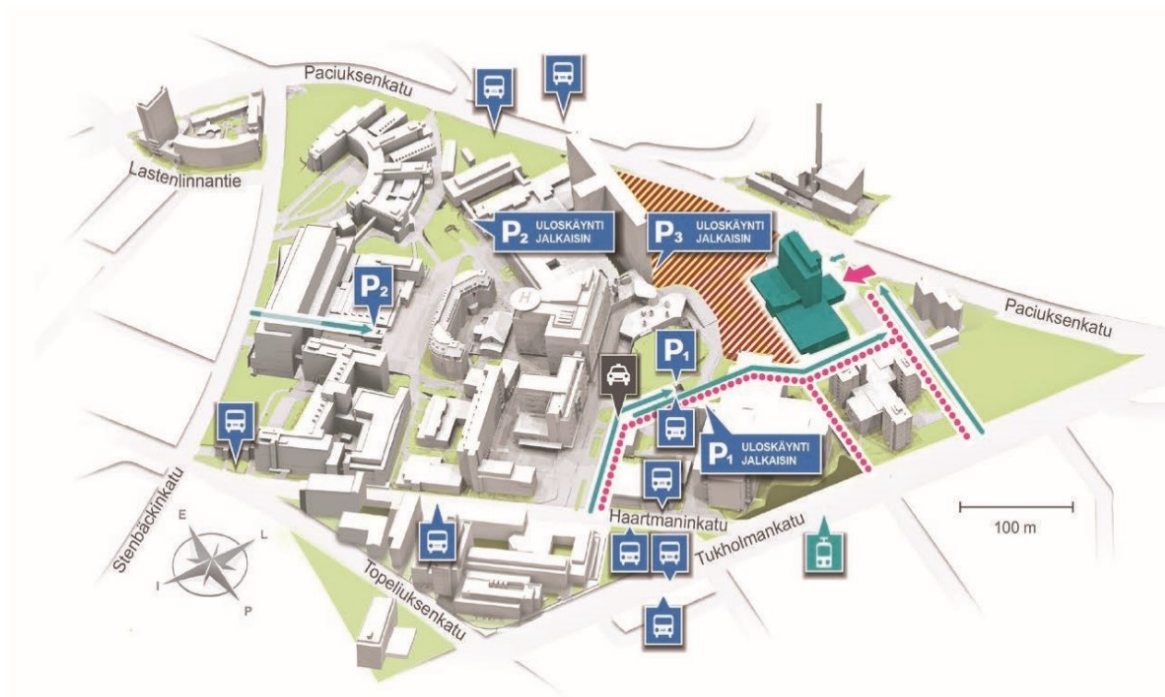 Paciuksenkatu
Lastenlinnantie
P2 ULOSKÄYNTI
JALKAISIN
P3 ULOSKÄYNTI
JALKAISIN
P2
H
Paciuksenkatu
P1
P1 ULOSKÄYNTI
JALKAISIN
Stenbäckinkatu
Haartmaninkatu
100 m
Tukholmankatu
Topeliuksenkatu
E
L
I
P